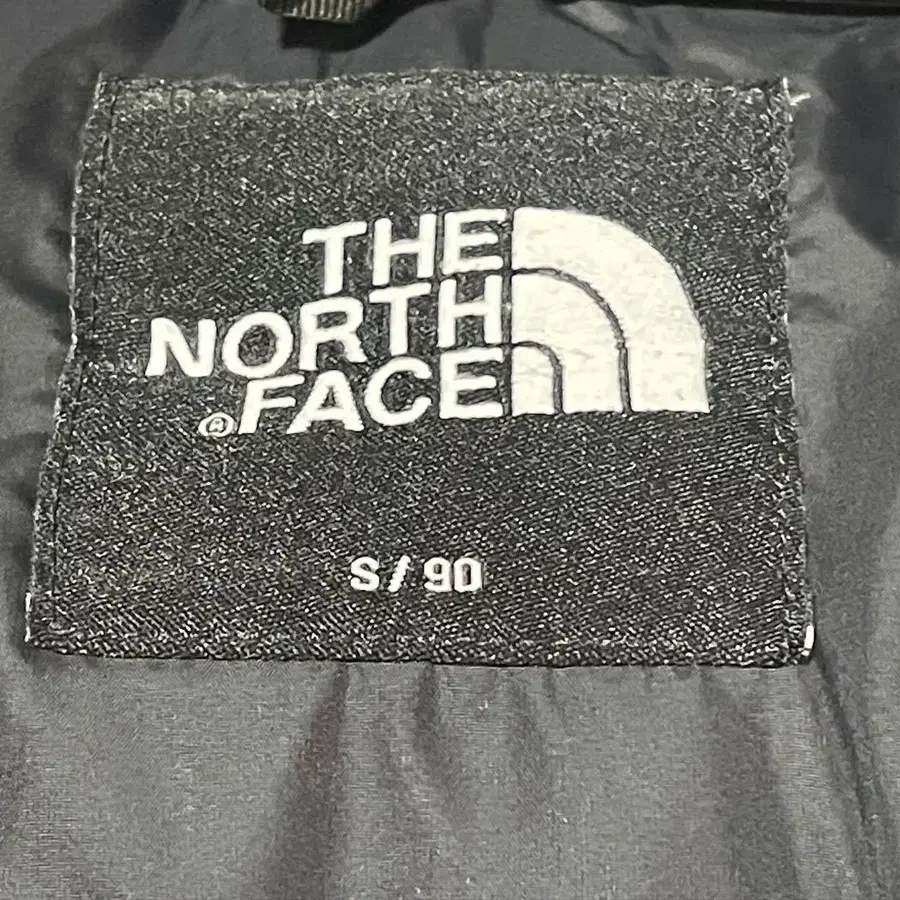 THE
NORTH
®FACE
S / 90